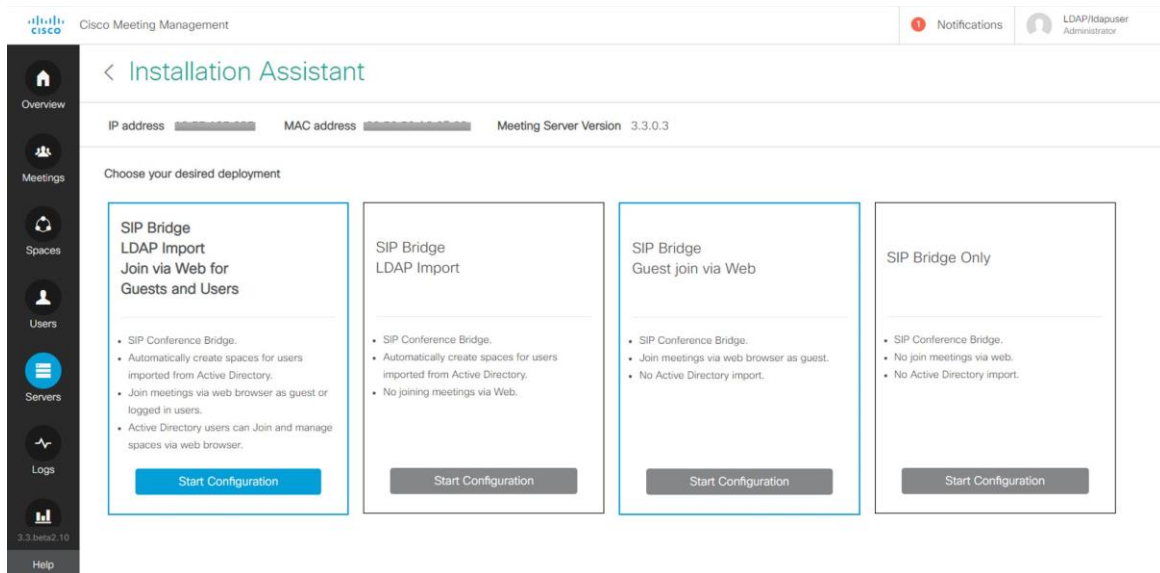 CISCO
Cisco Meeting Management
1 Notifications
LDAP/ldapuser
Administrator
Overview
Meetings
Spaces
Users
Servers
Logs
3.3.beta2.10
Help
Installation Assistant
IP address MAC address Meeting Server Version 3.3.0.3
Choose your desired deployment
SIP Bridge
LDAP Import
Join via Web for
Guests and Users
• SIP Conference Bridge.
• Automatically create spaces for users
imported from Active Directory.
• Join meetings via web browser as guest or
logged in users.
• Active Directory users can Join and manage
spaces via web browser.
Start Configuration
SIP Bridge
LDAP Import
• SIP Conference Bridge.
• Automatically create spaces for users
imported from Active Directory.
• No joining meetings via Web.
Start Configuration
SIP Bridge
Guest join via Web
• SIP Conference Bridge.
• Join meetings via web browser as guest.
• No Active Directory import.
Start Configuration
SIP Bridge Only
• SIP Conference Bridge.
• No join meetings via web.
• No Active Directory import.
Start Configuration